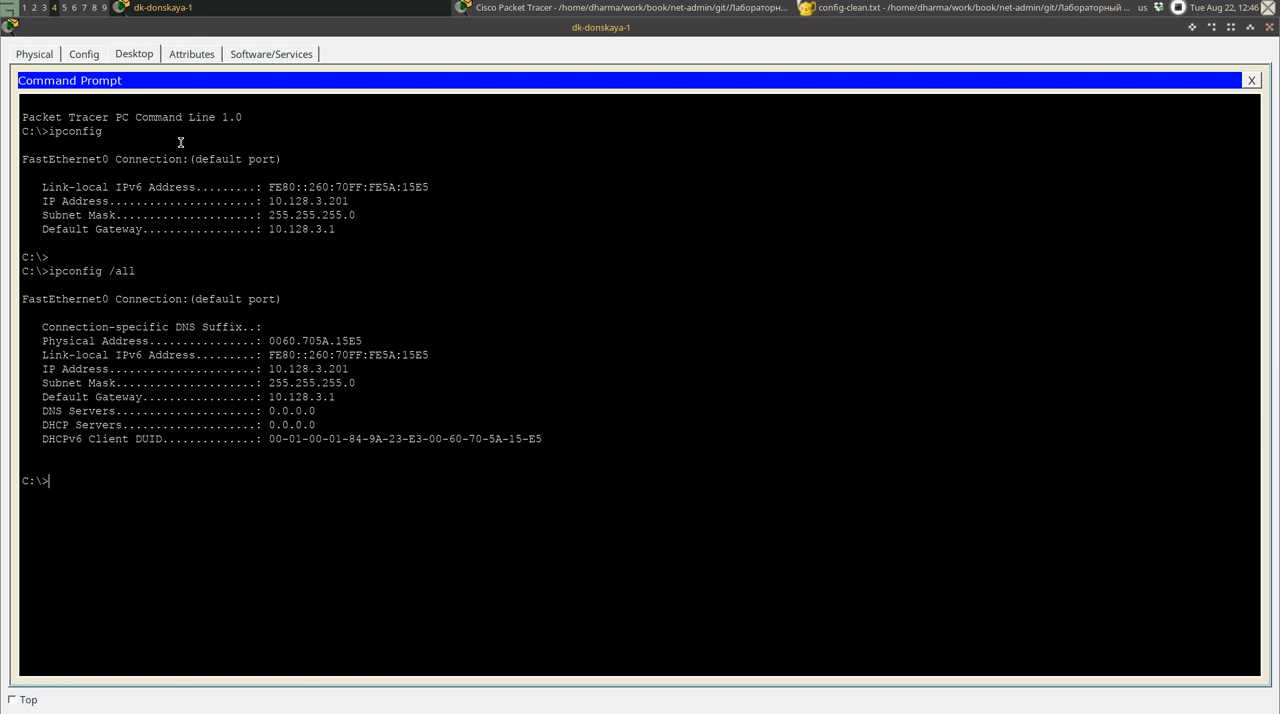 1 2 3 4 5 6 7 8 9 dk-donskaya-1 Cisco Packet Tracer - /home/dharma/work/book/net-admin/git//Лабораторн... config-clean.txt - /home/dharma/work/book/net-admin/git//Лабораторный ... us Tue Aug 22, 12:46
dk-donskaya-1
Physical Config Desktop Attributes Software/Services
Command Prompt X
Packet Tracer PC Command Line 1.0
C:\>ipconfig
FastEthernet0 Connection:(default port)
Link-local IPv6 Address.........: FE80::260:70FF:FE5A:15E5
IP Address......................: 10.128.3.201
Subnet Mask.....................: 255.255.255.0
Default Gateway.................: 10.128.3.1
C:\>
C:\>ipconfig /all
FastEthernet0 Connection:(default port)
Connection-specific DNS Suffix..:
Physical Address................: 0060.705A.15E5
Link-local IPv6 Address.........: FE80::260:70FF:FE5A:15E5
IP Address......................: 10.128.3.201
Subnet Mask.....................: 255.255.255.0
Default Gateway.................: 10.128.3.1
DNS Servers.....................: 0.0.0.0
DHCP Servers....................: 0.0.0.0
DHCPv6 Client DUID..............: 00-01-00-01-84-9A-23-E3-00-60-70-5A-15-E5
C:\>
Top